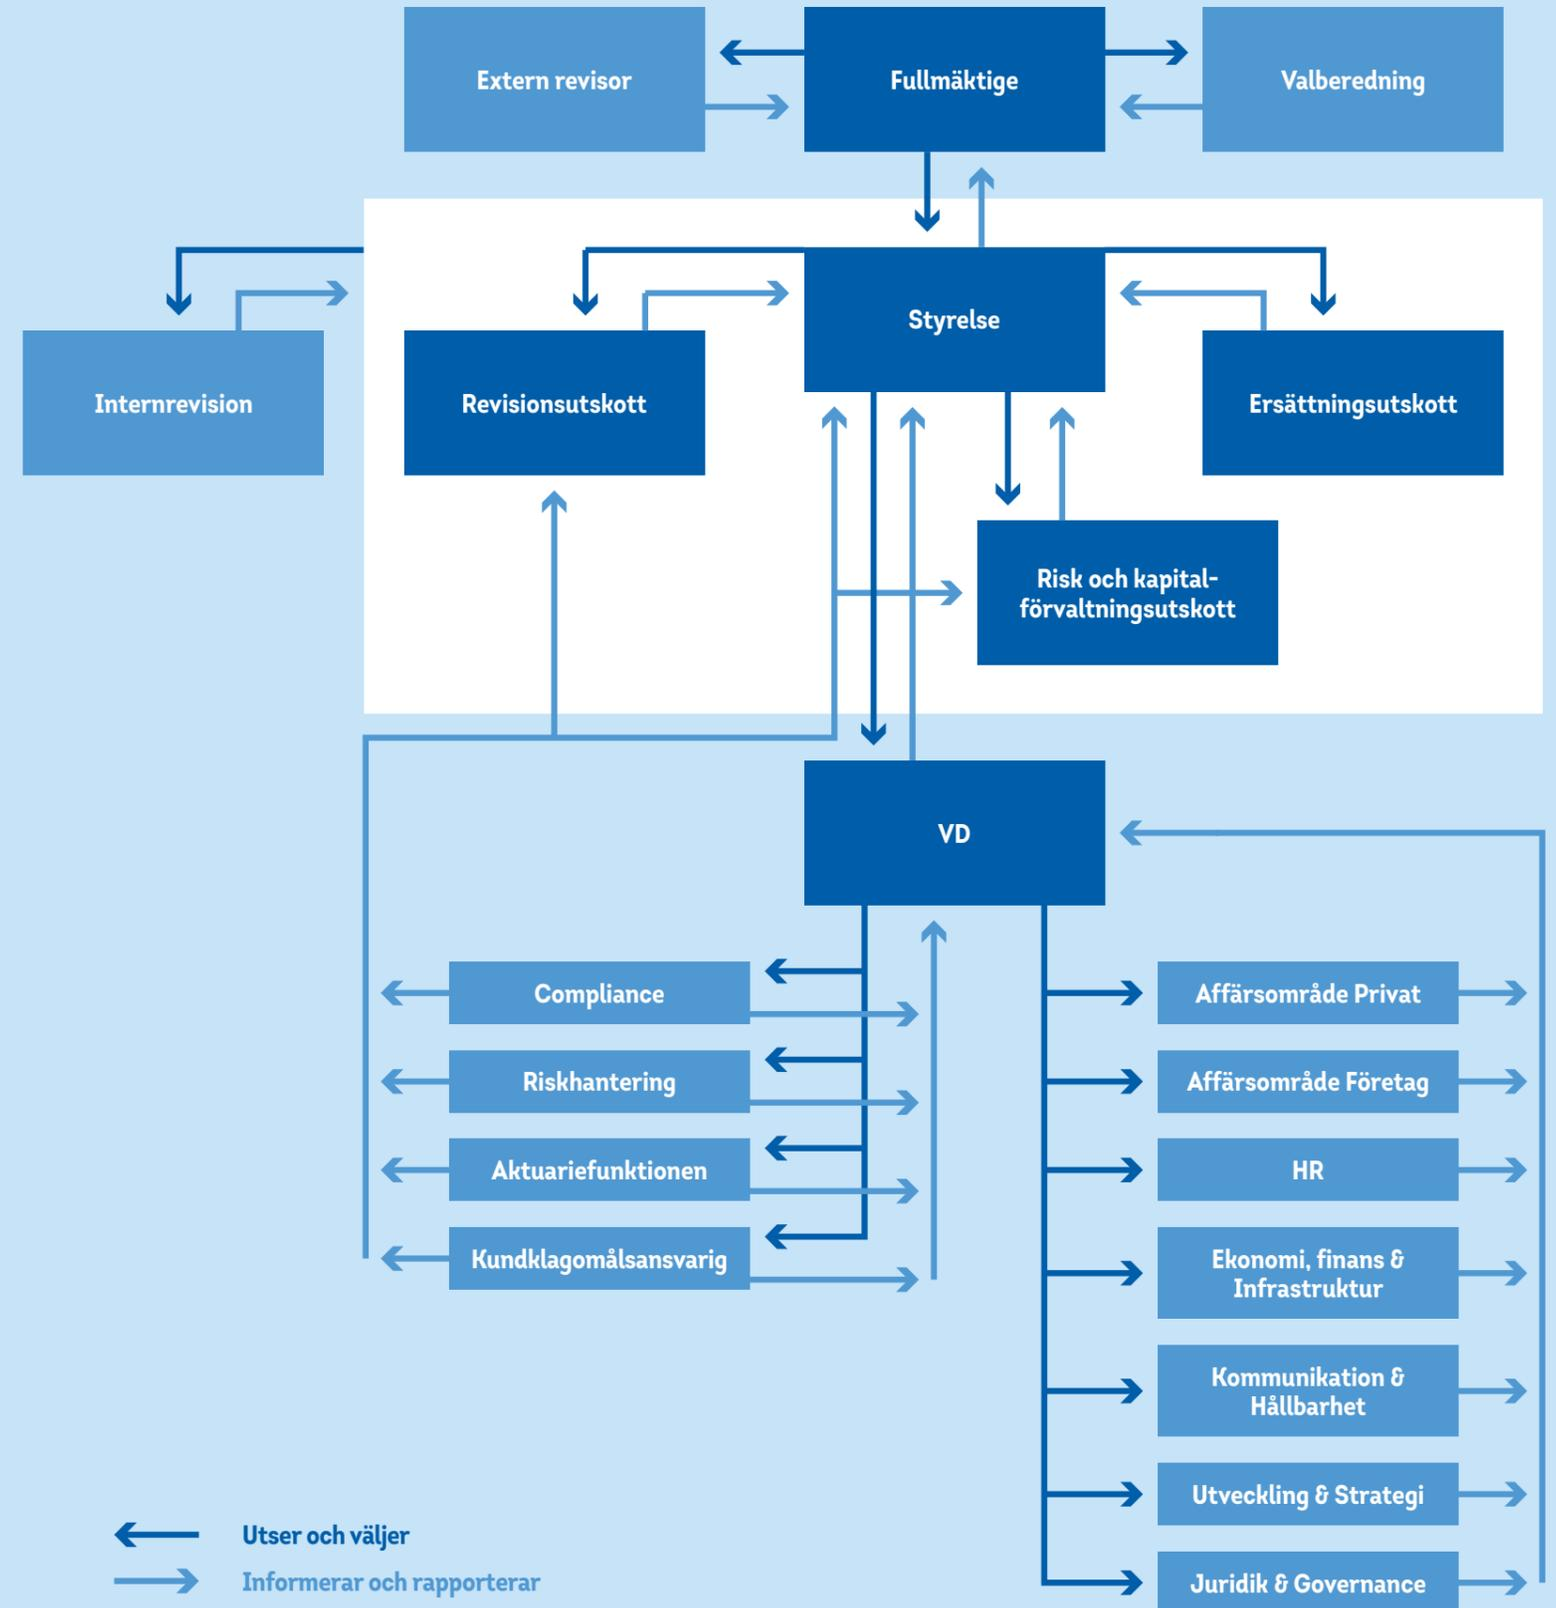 Extern revisor
Fullmäktige
Valberedning
Styrelse
Internrevision
Revisionsutskott
Ersättningsutskott
Risk och kapital-
förvaltningsutskott
VD
Compliance
Riskhantering
Aktuariefunktionen
Kundklagomålsansvarig
Affärsområde Privat
Affärsområde Företag
HR
Ekonomi, finans &
Infrastruktur
Kommunikation &
Hållbarhet
Utveckling & Strategi
Juridik & Governance
Utser och väljer
Informerar och rapporterar